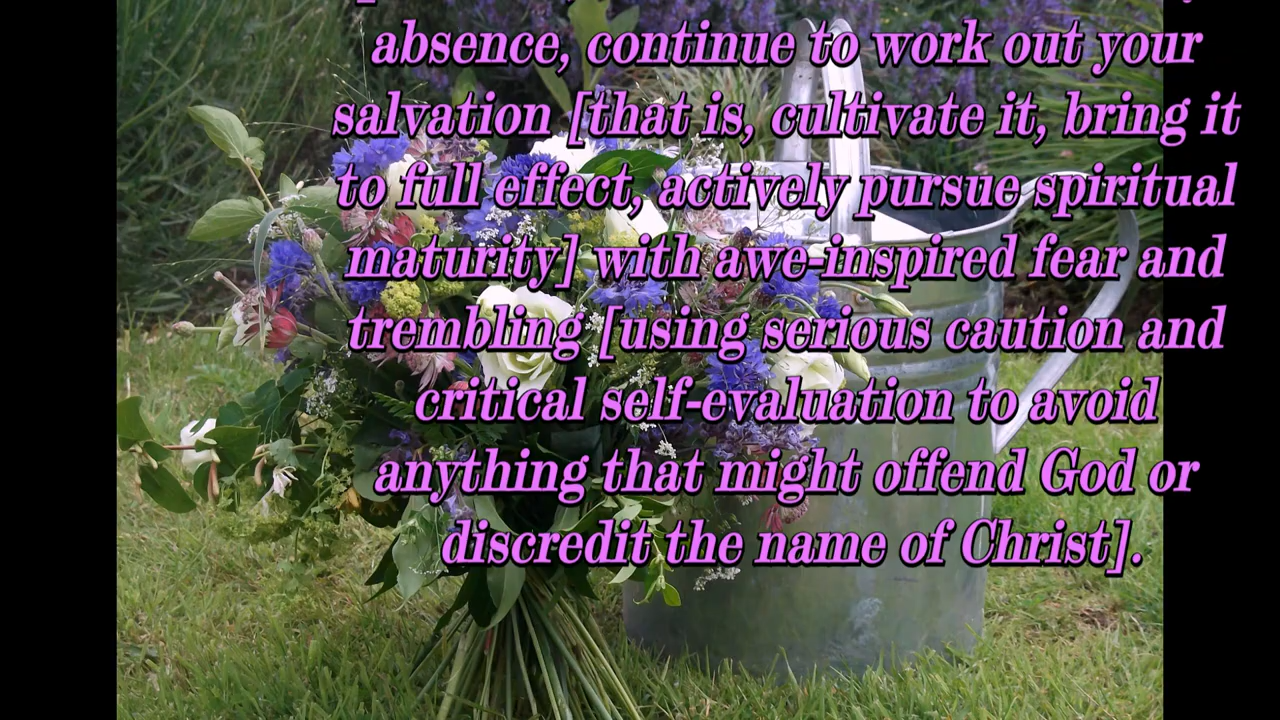 absence, continue to work out your
salvation [that is, cultivate it, bring it
to full effect, actively pursue spiritual
maturity] with awe-inspired fear and
trembling [using serious caution and
critical self-evaluation to avoid
anything that might offend God or
discredit the name of Christ].